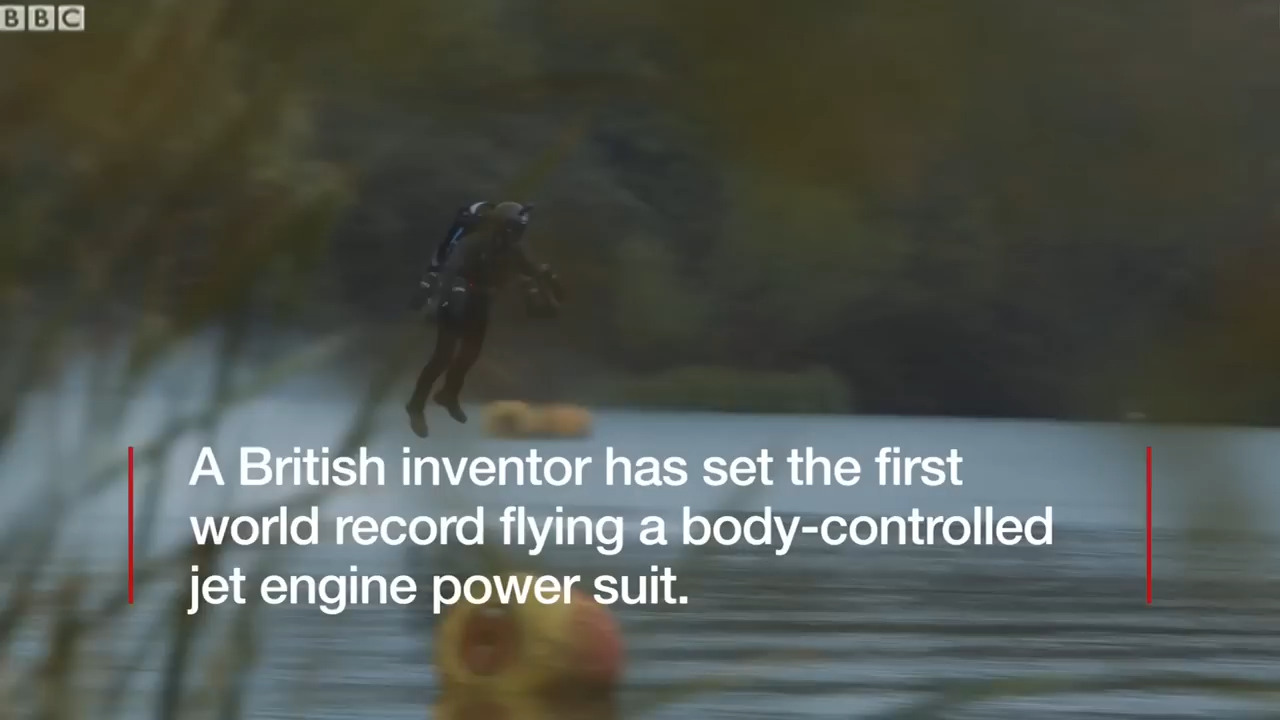 BBC
A British inventor has set the first
world record flying a body-controlled
jet engine power suit.